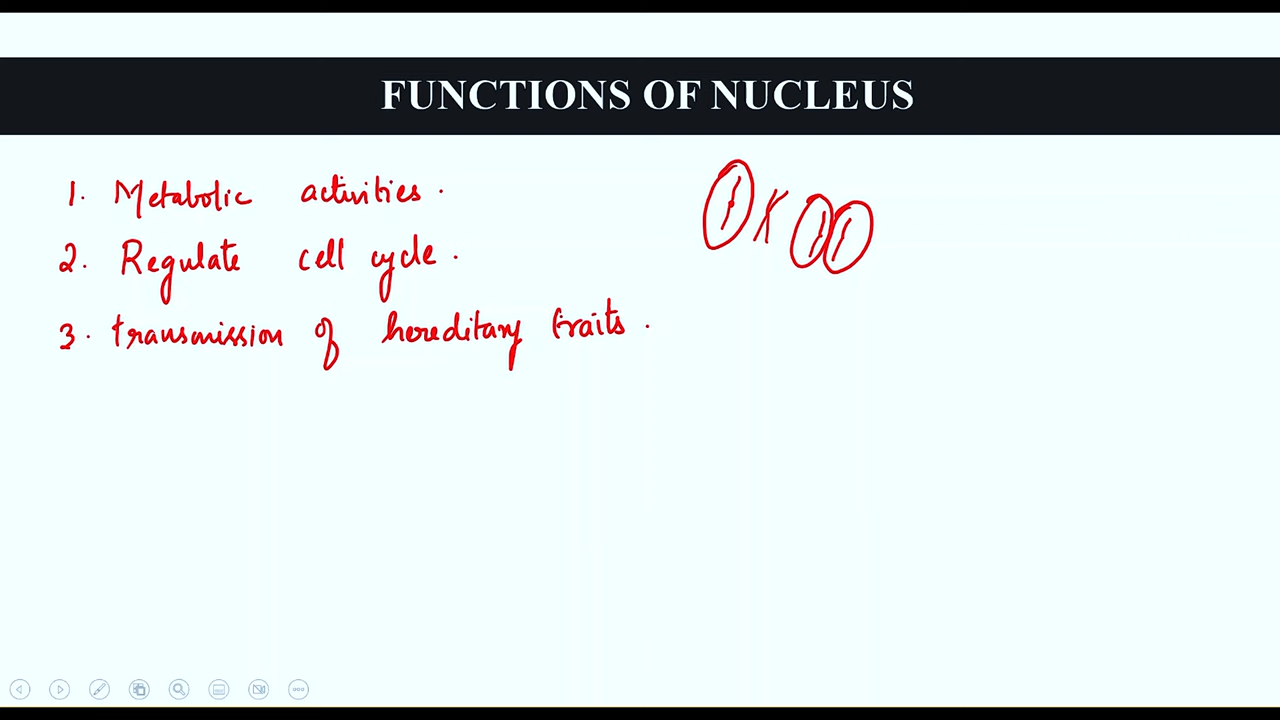 FUNCTIONS OF NUCLEUS
1. Metabolic activities.
2. Regulate cell cycle.
3. transmission of hereditary traits.